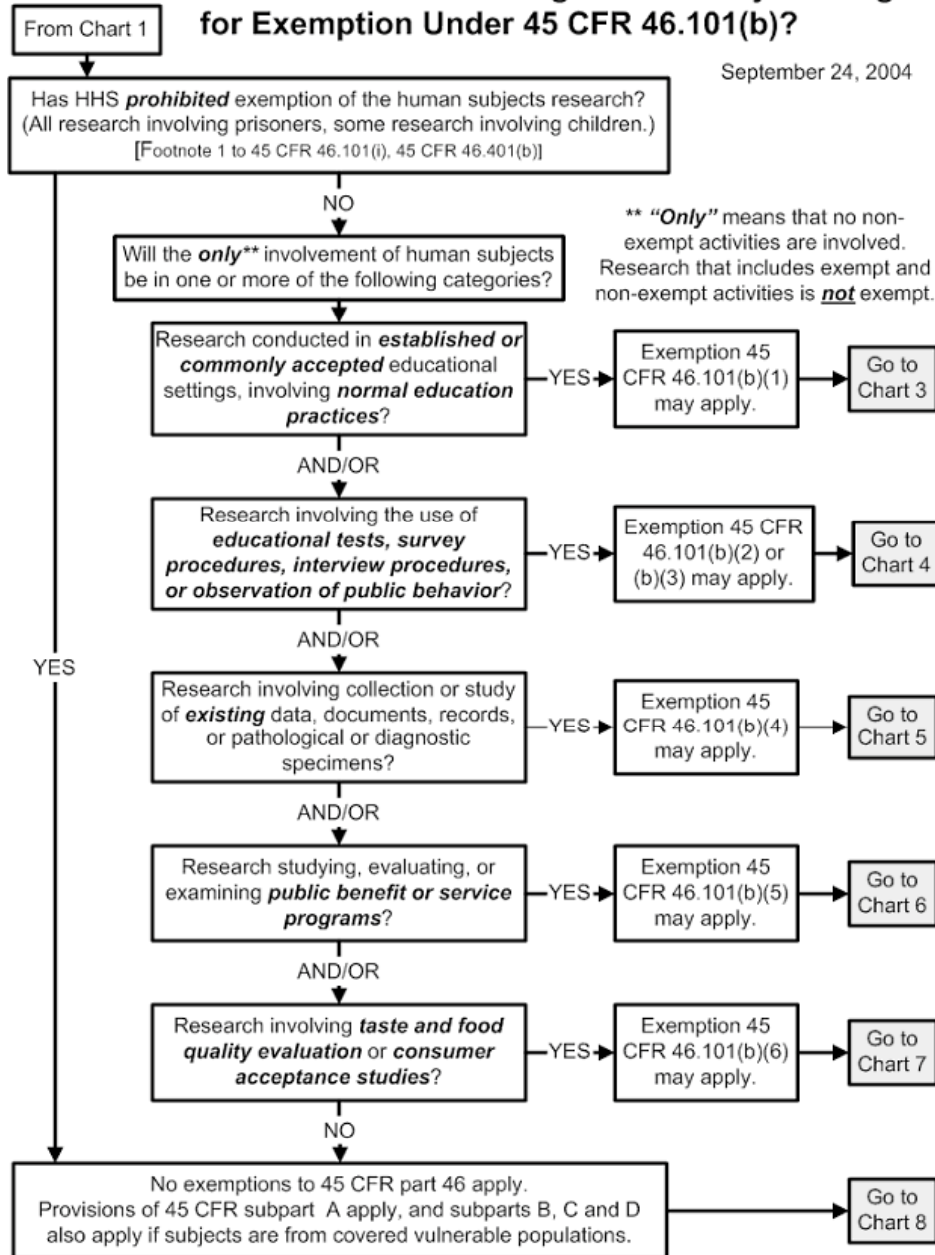 From Chart 1
for Exemption Under 45 CFR 46.101(b)?
September 24, 2004
Has HHS prohibited exemption of the human subjects research?
(All research involving prisoners, some research involving children.)
[Footnote 1 to 45 CFR 46.101(i), 45 CFR 46.401(b)]
NO
** “Only” means that no non-
exempt activities are involved.
Research that includes exempt and
non-exempt activities is not exempt.
Will the only** involvement of human subjects
be in one or more of the following categories?
Research conducted in established or
commonly accepted educational
settings, involving normal education
practices?
YES
Exemption 45
CFR 46.101(b)(1)
may apply.
Go to
Chart 3
AND/OR
Research involving the use of
educational tests, survey
procedures, interview procedures,
or observation of public behavior?
YES
Exemption 45 CFR
46.101(b)(2) or
(b)(3) may apply.
Go to
Chart 4
AND/OR
YES
Research involving collection or study
of existing data, documents, records,
or pathological or diagnostic
specimens?
YES
Exemption 45
CFR 46.101(b)(4)
may apply.
Go to
Chart 5
AND/OR
Research studying, evaluating, or
examining public benefit or service
programs?
YES
Exemption 45
CFR 46.101(b)(5)
may apply.
Go to
Chart 6
AND/OR
Research involving taste and food
quality evaluation or consumer
acceptance studies?
YES
Exemption 45
CFR 46.101(b)(6)
may apply.
Go to
Chart 7
NO
No exemptions to 45 CFR part 46 apply.
Provisions of 45 CFR subpart A apply, and subparts B, C and D
also apply if subjects are from covered vulnerable populations.
Go to
Chart 8